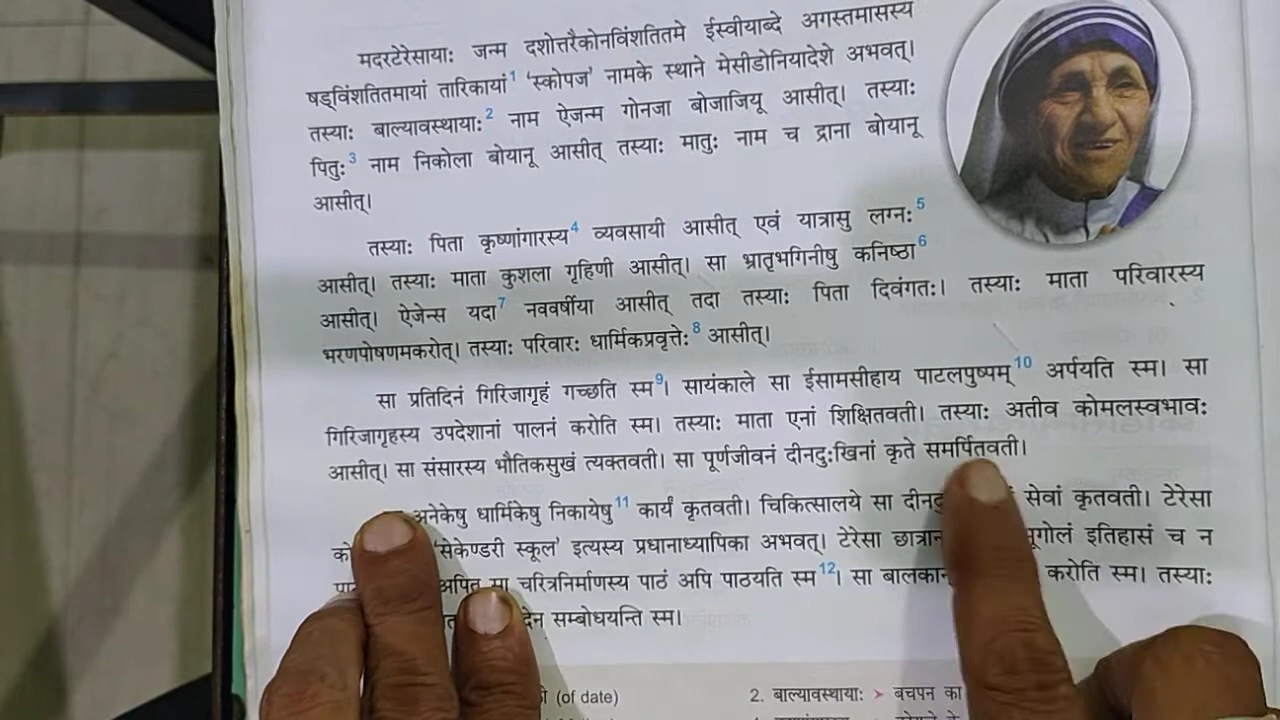 मदरटेरेसायाः जन्म दशोत्तरैकोनविंशतितमे ईस्वीयाब्दे अगस्तमासस्य
षड्विंशतितमायां तारिकायां1 ‘स्कोपज’ नामके स्थाने मेसीडोनियादेशे अभवत्।
तस्याः बाल्यावस्थायाः2 नाम ऐजन्म गोनजा बोजाजियू आसीत्। तस्याः
पितुः3 नाम निकोला बोयानू आसीत् तस्याः मातुः नाम च द्राना बोयानू
आसीत्।
तस्याः पिता कृष्णांगारस्य4 व्यवसायी आसीत् एवं यात्रासु लग्नः5
आसीत्। तस्याः माता कुशला गृहिणी आसीत्। सा भ्रातृभगिनीषु कनिष्ठा6
आसीत्। ऐजेन्स यदा7 नववर्षीया आसीत् तदा तस्याः पिता दिवंगतः। तस्याः माता परिवारस्य
भरणपोषणमकरोत्। तस्याः परिवारः धार्मिकप्रवृत्तेः8 आसीत्।
सा प्रतिदिनं गिरिजागृहं गच्छति स्म9। सायंकाले सा ईसामसीहाय पाटलपुष्पम्10 अर्पयति स्म। सा
गिरिजागृहस्य उपदेशानां पालनं करोति स्म। तस्याः माता एनां शिक्षितवती। तस्याः अतीव कोमलस्वभावः
आसीत्। सा संसारस्य भौतिकसुखं त्यक्तवती। सा पूर्णजीवनं दीनदुःखिनां कृते समर्पितवती।
अनेकेषु धार्मिकेषु निकायेषु11 कार्यं कृतवती। चिकित्सालये सा सेवां कृतवती। टेरेसा
‘सेकेण्डरी स्कूल’ इत्यस्य प्रधानाध्यापिका अभवत्। टेरेसा इतिहासं च न
सा चरित्रनिर्माणस्य पाठं अपि पाठयति स्म12। सा करोति स्म। तस्याः
सम्बोधयन्ति स्म।
(of date) 2. बाल्यावस्थायाः ➤ बचपन का